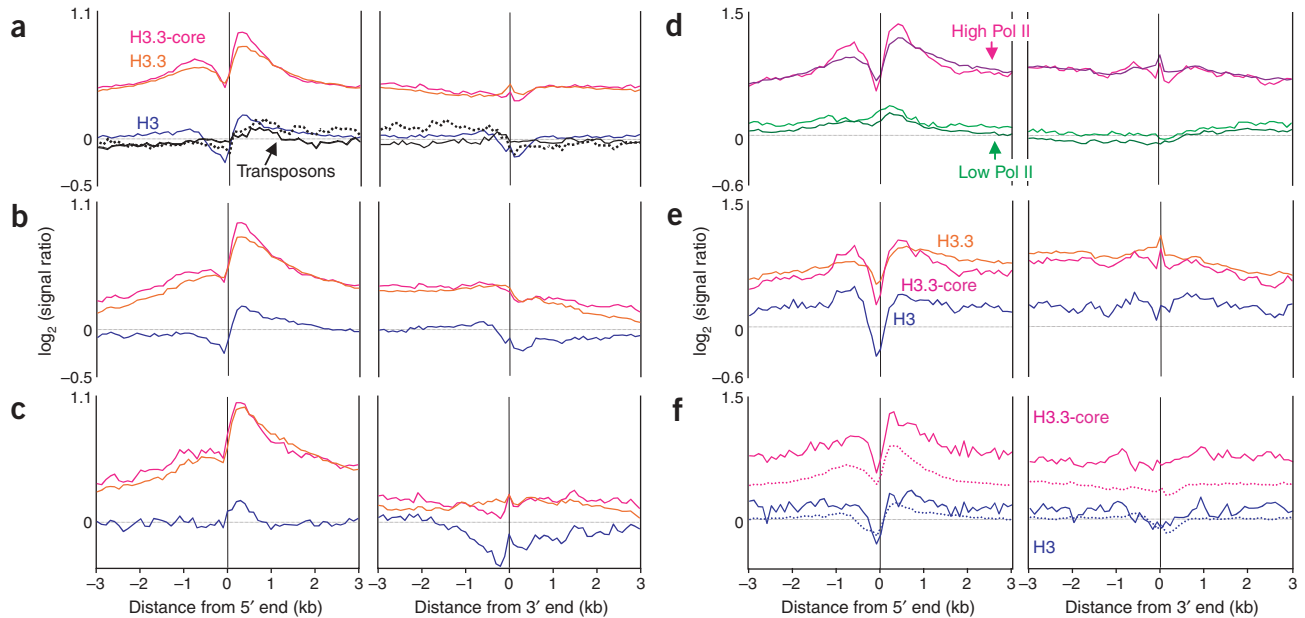 a
1.1
H3.3-core
H3.3
H3
0
Transposons
–0.5
b
1.1
0
–0.5
c
1.1
0
log2 (signal ratio)
–3 –2 –1 0 1 2 3
Distance from 5′ end (kb)
–3 –2 –1 0 1 2 3
Distance from 3′ end (kb)
d
1.5
High Pol II
0
Low Pol II
–0.6
e
1.5
H3.3
H3.3-core
H3
0
–0.6
f
1.5
H3.3-core
0
H3
log2 (signal ratio)
–3 –2 –1 0 1 2 3
Distance from 5′ end (kb)
–3 –2 –1 0 1 2 3
Distance from 3′ end (kb)